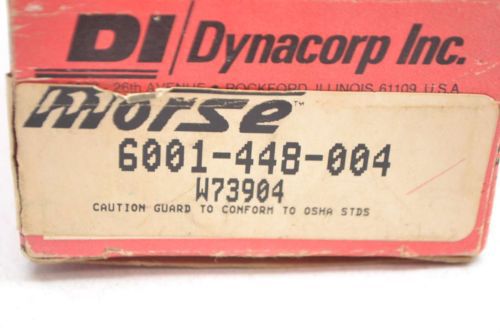 DI Dynacorp Inc.
26th AVENUE • ROCKFORD, ILLINOIS 61109 U.S.A.
morse™
6001-448-004
W73904
CAUTION GUARD TO CONFORM TO OSHA STDS